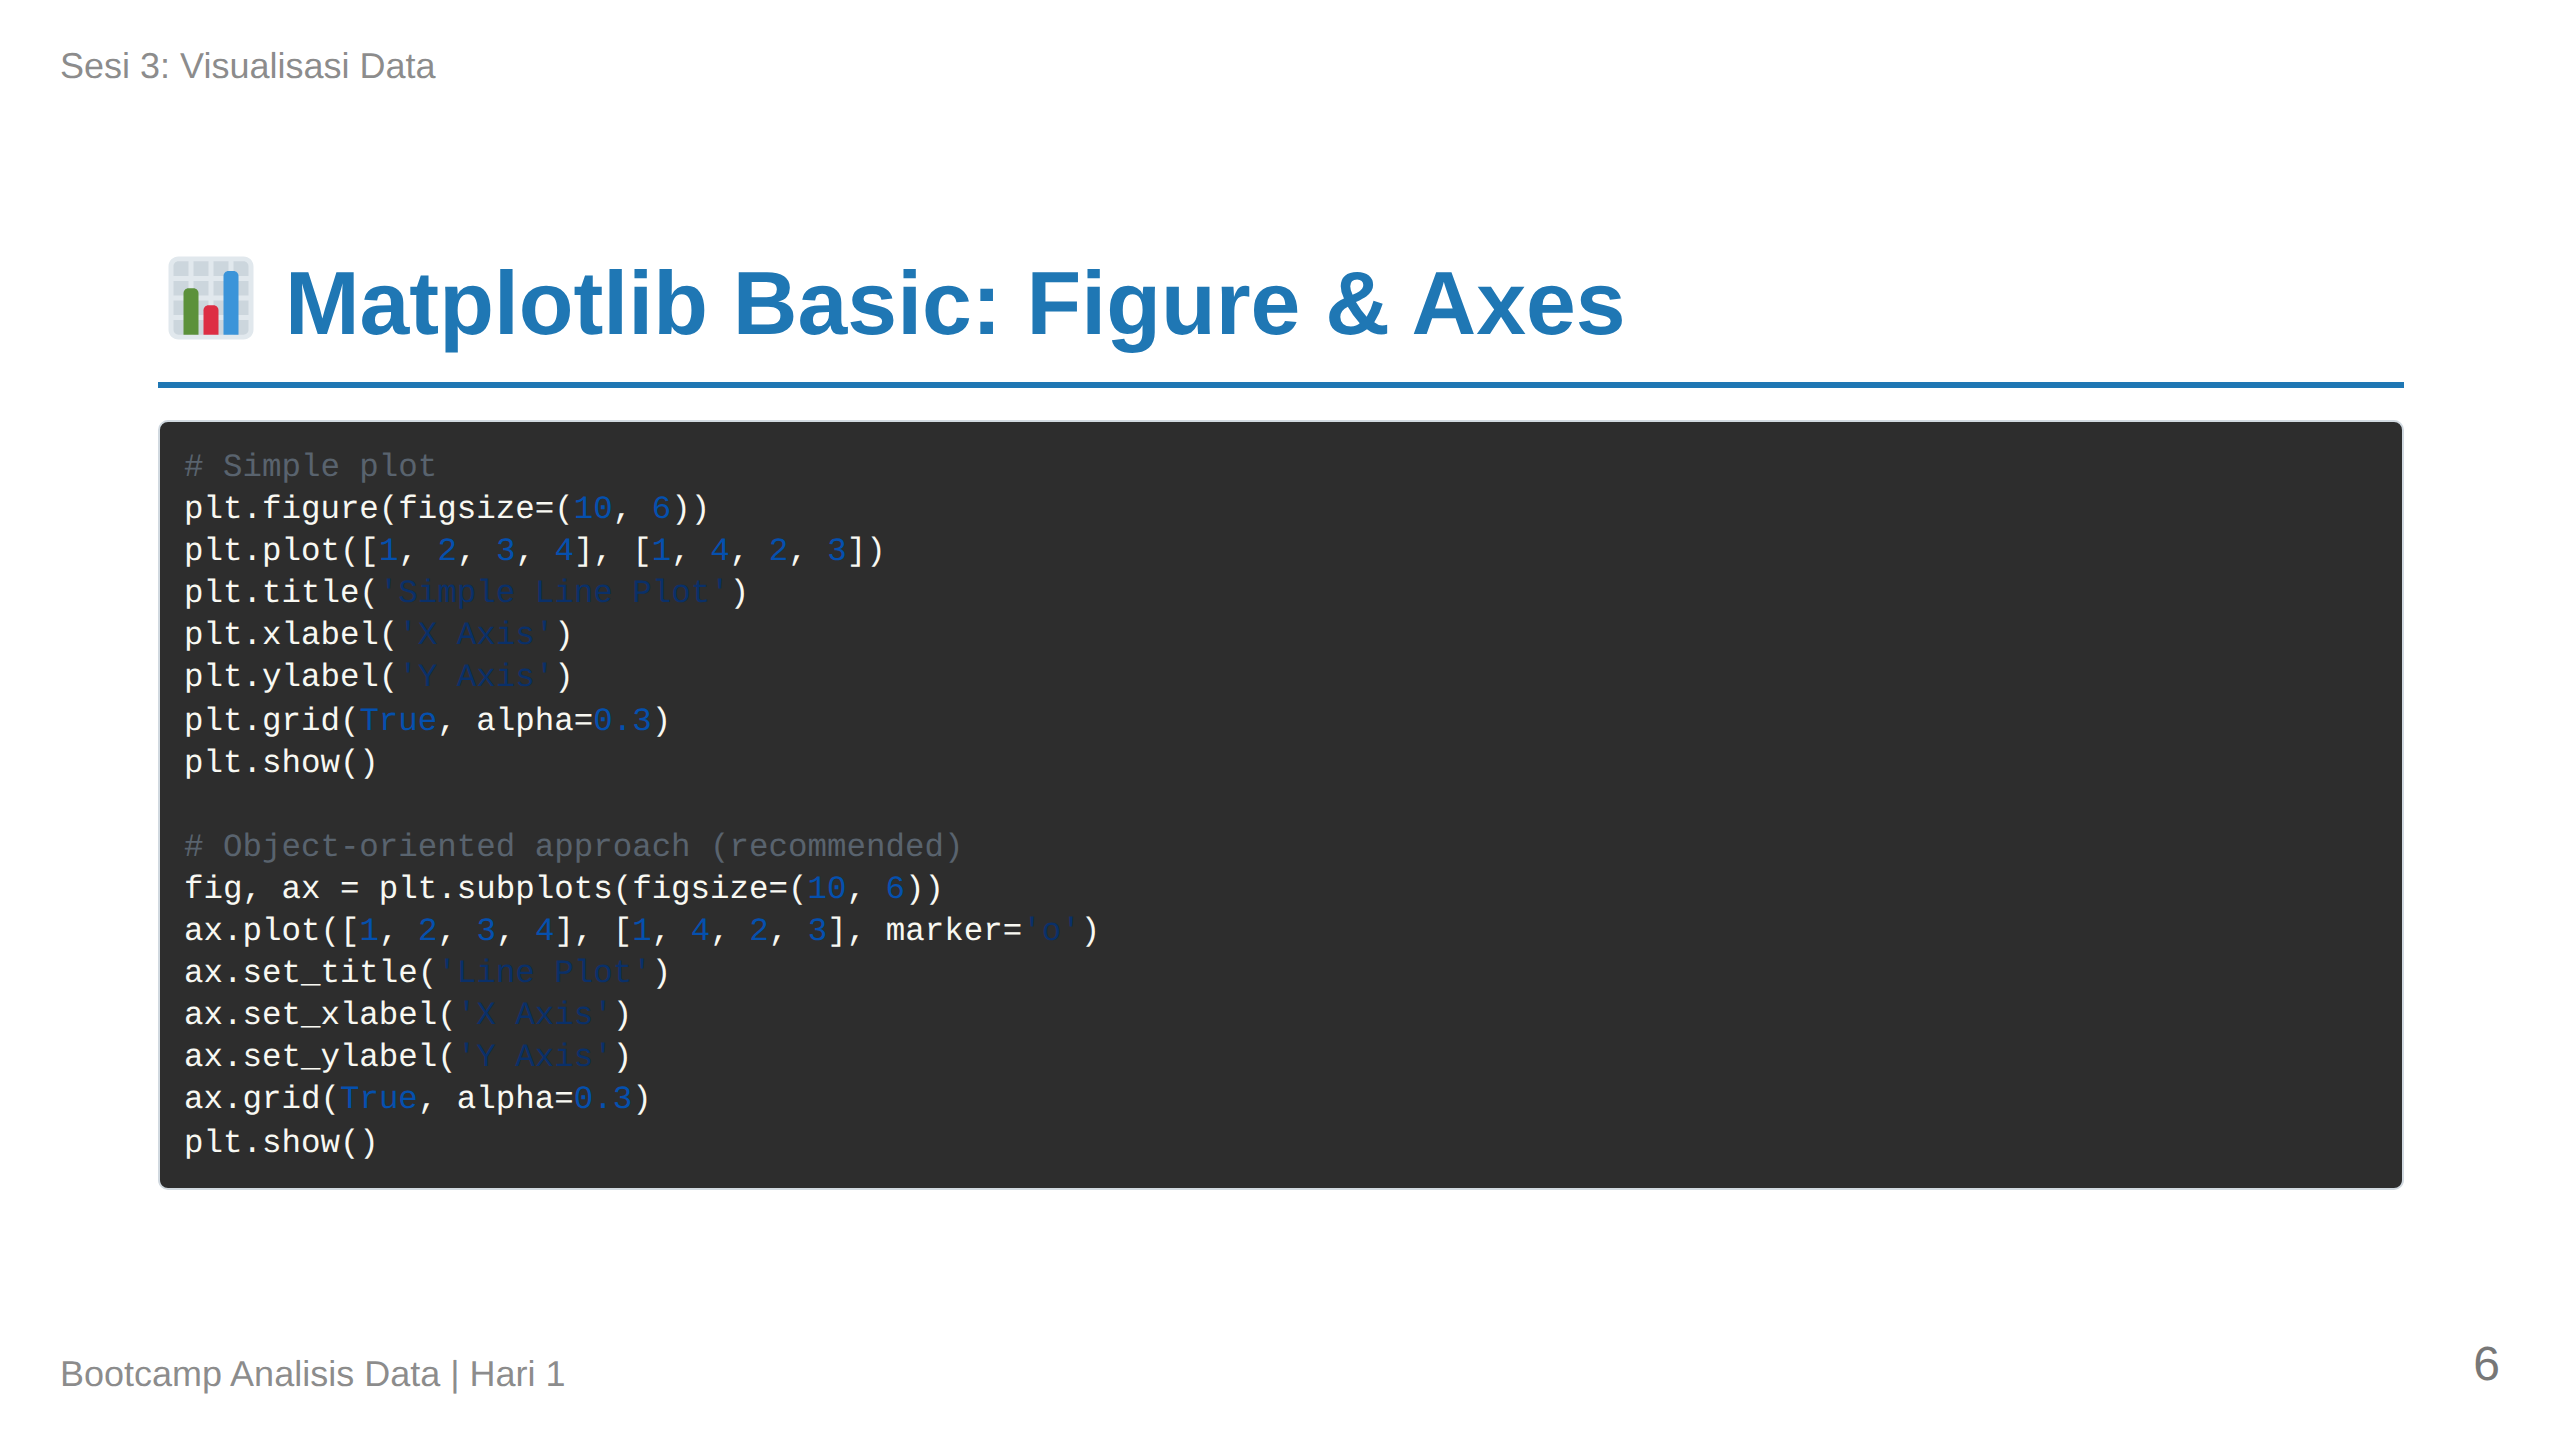 Sesi 3: Visualisasi Data
Matplotlib Basic: Figure & Axes
# Simple plot
plt.figure(figsize=(10, 6))
plt.plot([1, 2, 3, 4], [1, 4, 2, 3])
plt.title('Simple Line Plot')
plt.xlabel('X Axis')
plt.ylabel('Y Axis')
plt.grid(True, alpha=0.3)
plt.show()
# Object-oriented approach (recommended)
fig, ax = plt.subplots(figsize=(10, 6))
ax.plot([1, 2, 3, 4], [1, 4, 2, 3], marker='o')
ax.set_title('Line Plot')
ax.set_xlabel('X Axis')
ax.set_ylabel('Y Axis')
ax.grid(True, alpha=0.3)
plt.show()
Bootcamp Analisis Data | Hari 1
6